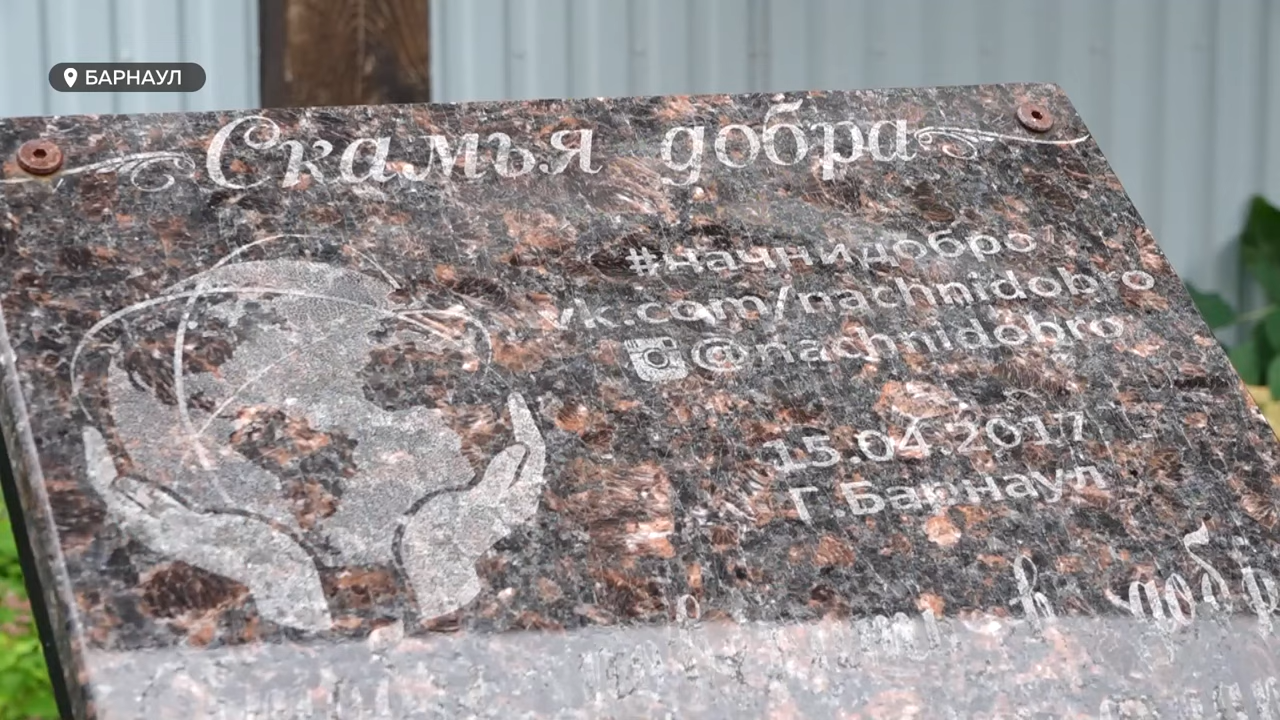 БАРНАУЛ
Скамья добра
#начнидобро
vk.com/nachnidobro
@nachnidobro
15.04.2017
Г.Барнаул